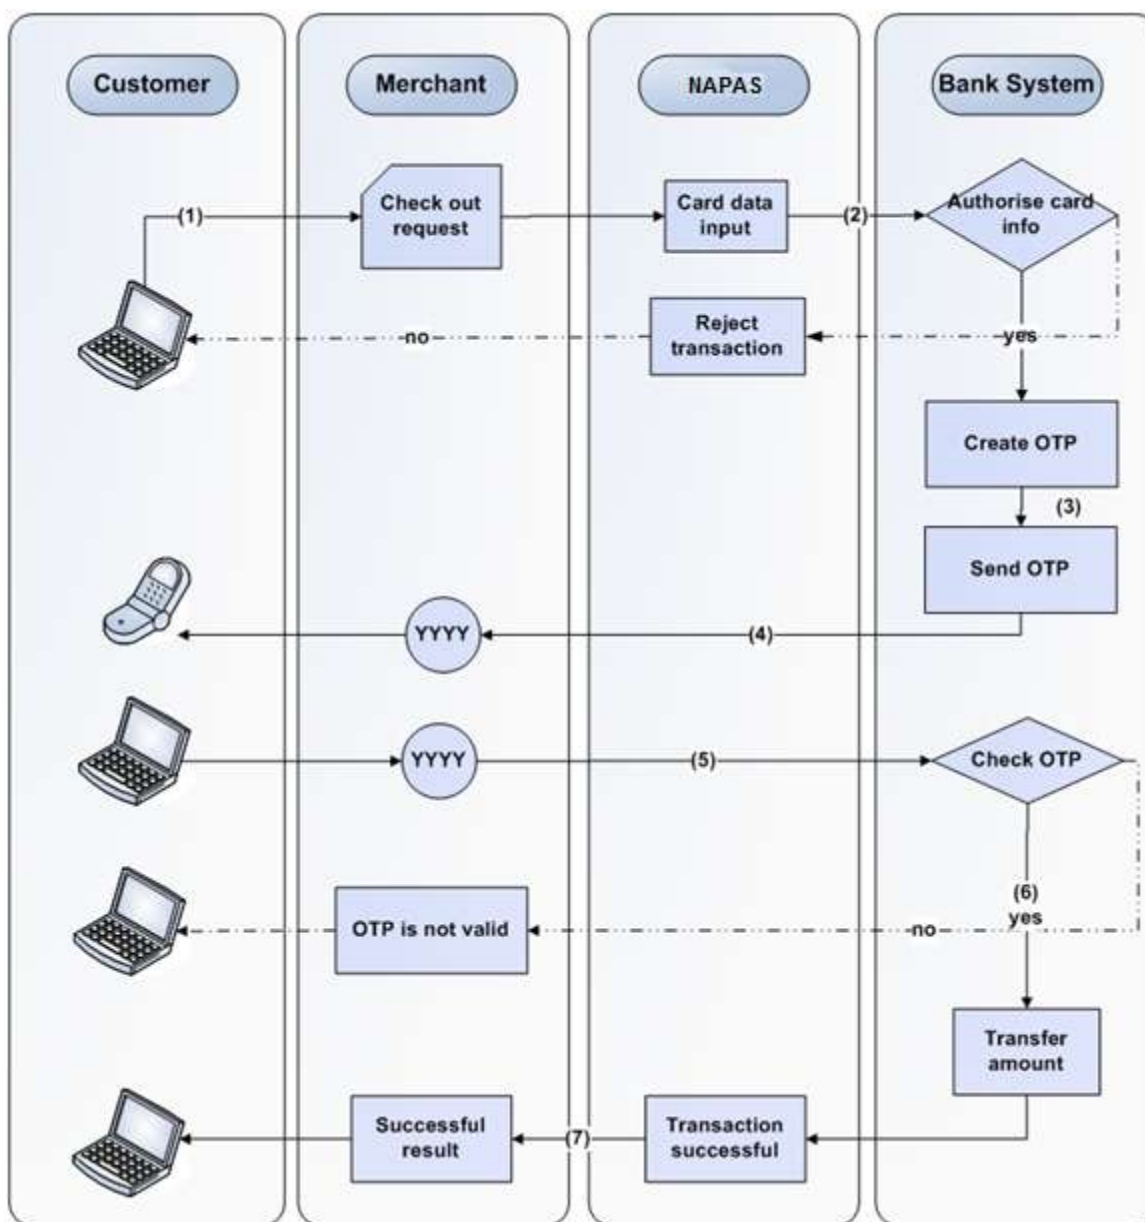 Customer
Merchant
NAPAS
Bank System
(1)
Check out
request
Card data
input
(2)
Authorise card
info
no
Reject
transaction
yes
Create OTP
(3)
Send OTP
YYYY
(4)
YYYY
(5)
Check OTP
(6)
yes
OTP is not valid
no
Transfer
amount
Successful
result
(7)
Transaction
successful